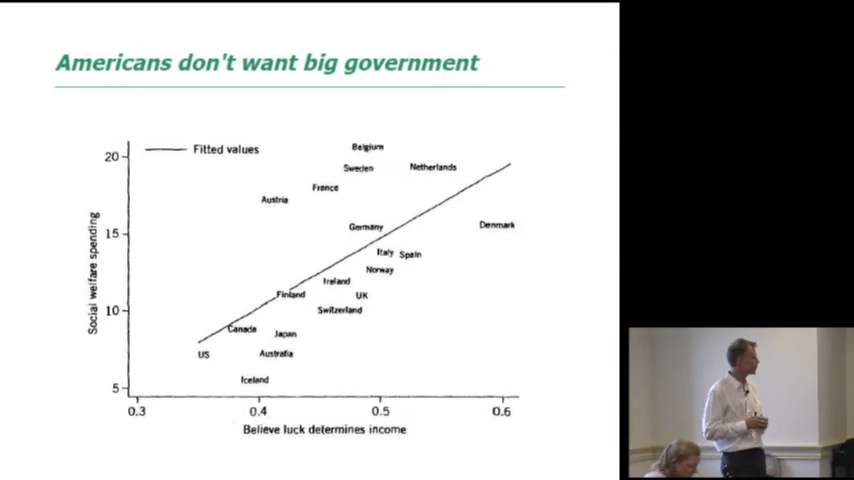 Americans don't want big government
Fitted values
Belgium
Sweden
Netherlands
France
Austria
Germany
Denmark
Italy
Spain
Norway
Ireland
Finland
UK
Switzerland
Canada
Japan
US
Australia
Iceland
Social welfare spending
20
15
10
5
0.3
0.4
0.5
0.6
Believe luck determines income